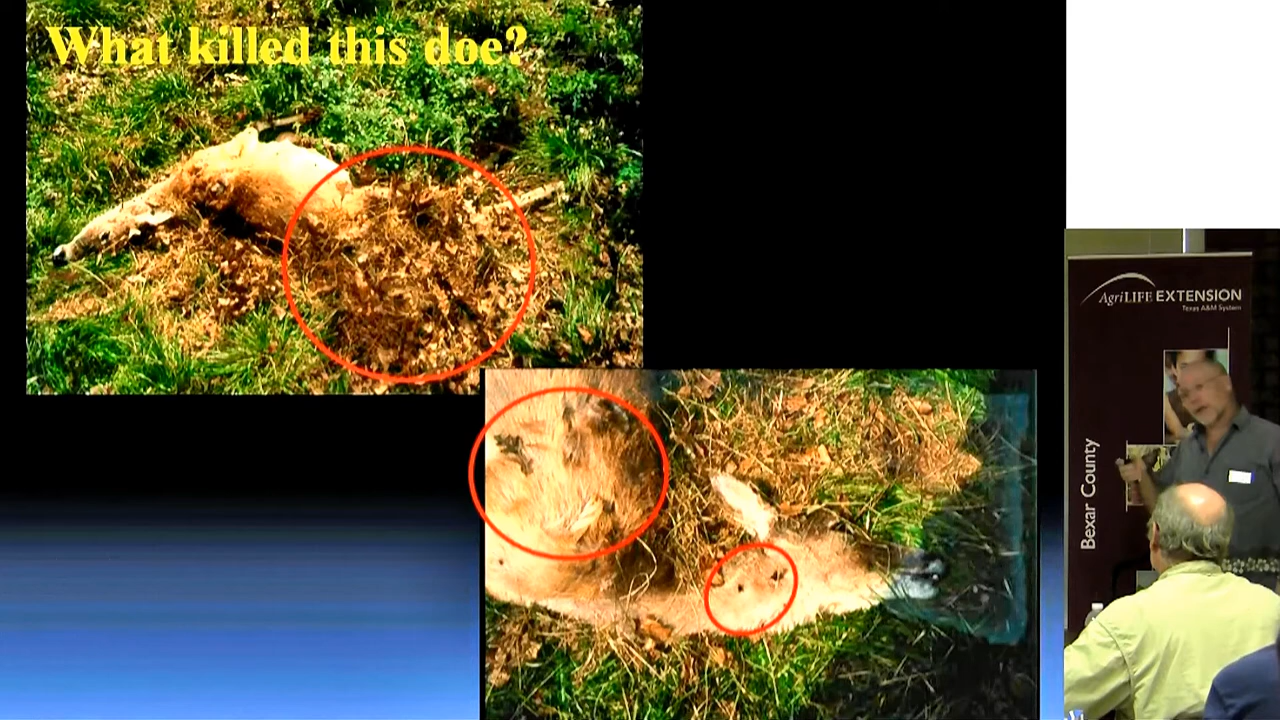 What killed this doe?
AgriLIFE EXTENSION
Texas A&M System
Bexar County